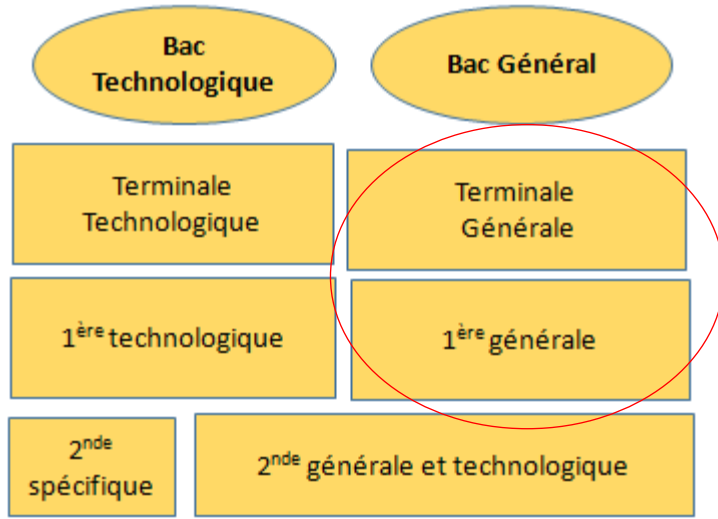 Bac
Technologique
Bac Général
Terminale
Technologique
Terminale
Générale
1ère technologique
1ère générale
2nde
spécifique
2nde générale et technologique